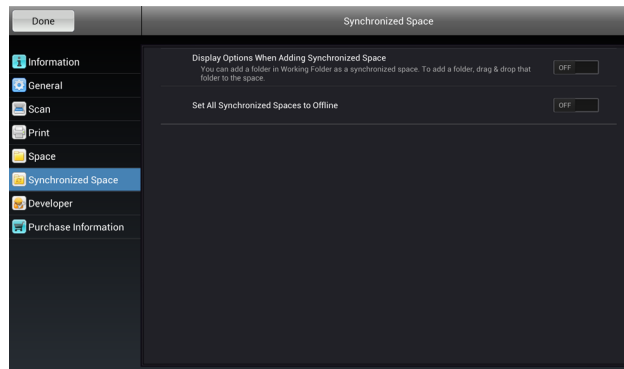 Done
Synchronized Space
Information
General
Scan
Print
Space
Synchronized Space
Developer
Purchase Information
Display Options When Adding Synchronized Space
You can add a folder in Working Folder as a synchronized space. To add a folder, drag & drop that
folder to the space.
OFF
Set All Synchronized Spaces to Offline
OFF